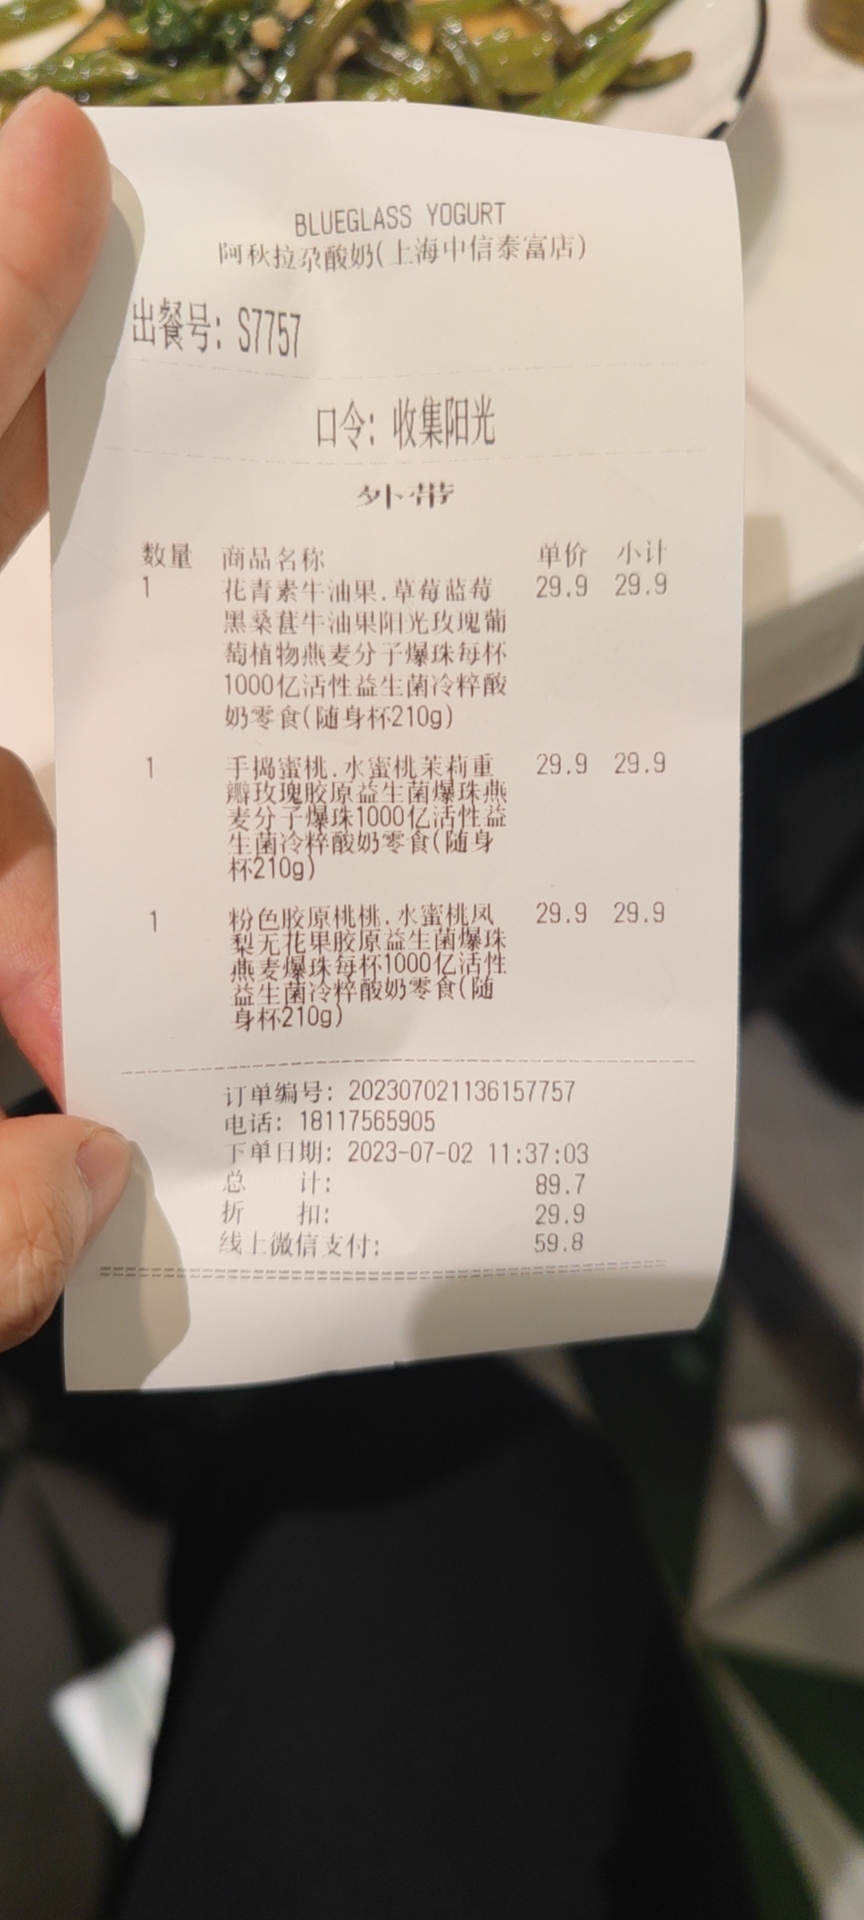 BLUEGLASS YOGURT
阿秋拉尕酸奶(上海中信泰富店)
出餐号: S7757
口令: 收集阳光
外带
数量 商品名称 单价 小计
1 花青素牛油果.草莓蓝莓 29.9 29.9
黑桑葚牛油果阳光玫瑰葡
萄植物燕麦分子爆珠每杯
1000亿活性益生菌冷粹酸
奶零食(随身杯210g)
1 手捣蜜桃.水蜜桃茉莉重 29.9 29.9
瓣玫瑰胶原益生菌爆珠燕
麦分子爆珠1000亿活性益
生菌冷粹酸奶零食(随身
杯210g)
1 粉色胶原桃桃.水蜜桃凤 29.9 29.9
梨无花果胶原益生菌爆珠
燕麦爆珠每杯1000亿活性
益生菌冷粹酸奶零食(随
身杯210g)
订单编号: 202307021136157757
电话: 18117565905
下单日期: 2023-07-02 11:37:03
总 计: 89.7
折 扣: 29.9
线上微信支付: 59.8